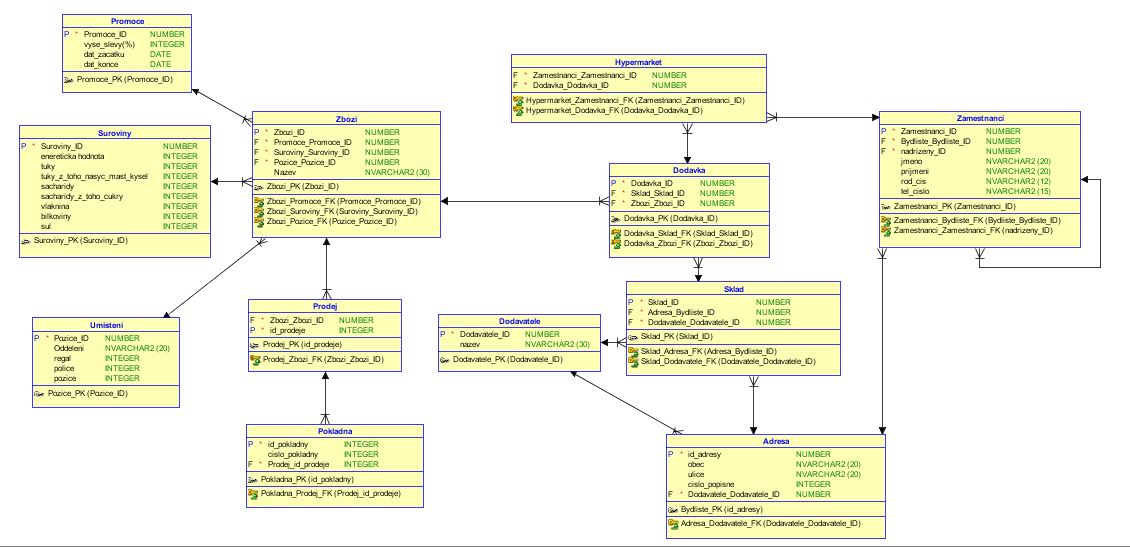 Promoce
P * Promoce_ID NUMBER
vyse_slevy(%) INTEGER
dat_zacatku DATE
dat_konce DATE
Promoce_PK (Promoce_ID)
Hypermarket
F * Zamestnanci_Zamestnanci_ID NUMBER
F * Dodavka_Dodavka_ID NUMBER
Hypermarket_Zamestnanci_FK (Zamestnanci_Zamestnanci_ID)
Hypermarket_Dodavka_FK (Dodavka_Dodavka_ID)
Zbozi
P * Zbozi_ID NUMBER
F * Promoce_Promoce_ID NUMBER
F * Suroviny_Suroviny_ID NUMBER
F * Pozice_Pozice_ID NUMBER
Nazev NVARCHAR2 (30)
Zbozi_PK (Zbozi_ID)
Zbozi_Promoce_FK (Promoce_Promoce_ID)
Zbozi_Suroviny_FK (Suroviny_Suroviny_ID)
Zbozi_Pozice_FK (Pozice_Pozice_ID)
Zamestnanci
P * Zamestnanci_ID NUMBER
F * Bydliste_Bydliste_ID NUMBER
F * nadrizeny_ID NUMBER
jmeno NVARCHAR2 (20)
prijmeni NVARCHAR2 (20)
rod_cis NVARCHAR2 (12)
tel_cislo NVARCHAR2 (15)
Zamestnanci_PK (Zamestnanci_ID)
Zamestnanci_Bydliste_FK (Bydliste_Bydliste_ID)
Zamestnanci_Zamestnanci_FK (nadrizeny_ID)
Suroviny
P * Suroviny_ID NUMBER
enereticka hodnota INTEGER
tuky INTEGER
tuky_z_toho_nasyc_mast_kysel INTEGER
sacharidy INTEGER
sacharidy_z_toho_cukry INTEGER
vlaknina INTEGER
bilkoviny INTEGER
sul INTEGER
Suroviny_PK (Suroviny_ID)
Dodavka
P * Dodavka_ID NUMBER
F * Sklad_Sklad_ID NUMBER
F * Zbozi_Zbozi_ID NUMBER
Dodavka_PK (Dodavka_ID)
Dodavka_Sklad_FK (Sklad_Sklad_ID)
Dodavka_Zbozi_FK (Zbozi_Zbozi_ID)
Sklad
P * Sklad_ID NUMBER
F * Adresa_Bydliste_ID NUMBER
F * Dodavatele_Dodavatele_ID NUMBER
Sklad_PK (Sklad_ID)
Sklad_Adresa_FK (Adresa_Bydliste_ID)
Sklad_Dodavatele_FK (Dodavatele_Dodavatele_ID)
Prodej
F * Zbozi_Zbozi_ID NUMBER
P * id_prodeje INTEGER
Prodej_PK (id_prodeje)
Prodej_Zbozi_FK (Zbozi_Zbozi_ID)
Dodavatele
P * Dodavatele_ID NUMBER
nazev NVARCHAR2 (30)
Dodavatele_PK (Dodavatele_ID)
Umisteni
P * Pozice_ID NUMBER
Oddeleni NVARCHAR2 (20)
regal INTEGER
police INTEGER
pozice INTEGER
Pozice_PK (Pozice_ID)
Pokladna
P * id_pokladny INTEGER
cislo_pokladny INTEGER
F * Prodej_id_prodeje INTEGER
Pokladna_PK (id_pokladny)
Pokladna_Prodej_FK (Prodej_id_prodeje)
Adresa
P * id_adresy NUMBER
obec NVARCHAR2 (20)
ulice NVARCHAR2 (20)
cislo_popisne INTEGER
F * Dodavatele_Dodavatele_ID NUMBER
Bydliste_PK (id_adresy)
Adresa_Dodavatele_FK (Dodavatele_Dodavatele_ID)